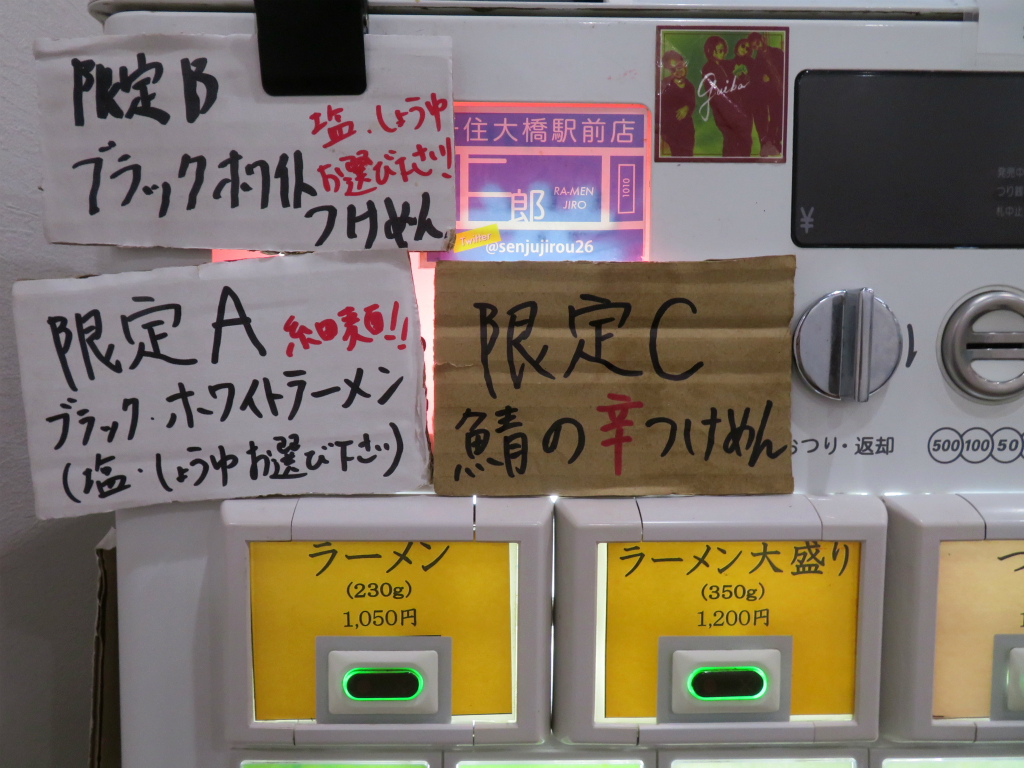 限定B
塩・しょうゆ
お選び下さい!
ブラックホワイト
つけめん
住大橋駅前店
郎
RA-MEN
JIRO
0101
Twitter
@senjujirou26
限定A 細麺!!
ブラック・ホワイトラーメン
(塩・しょうゆお選び下さい)
限定C
鯖の辛つけめん
¥
つり・返却
500 100 50
ラーメン
(230g)
1,050円
ラーメン大盛り
(350g)
1,200円
つ